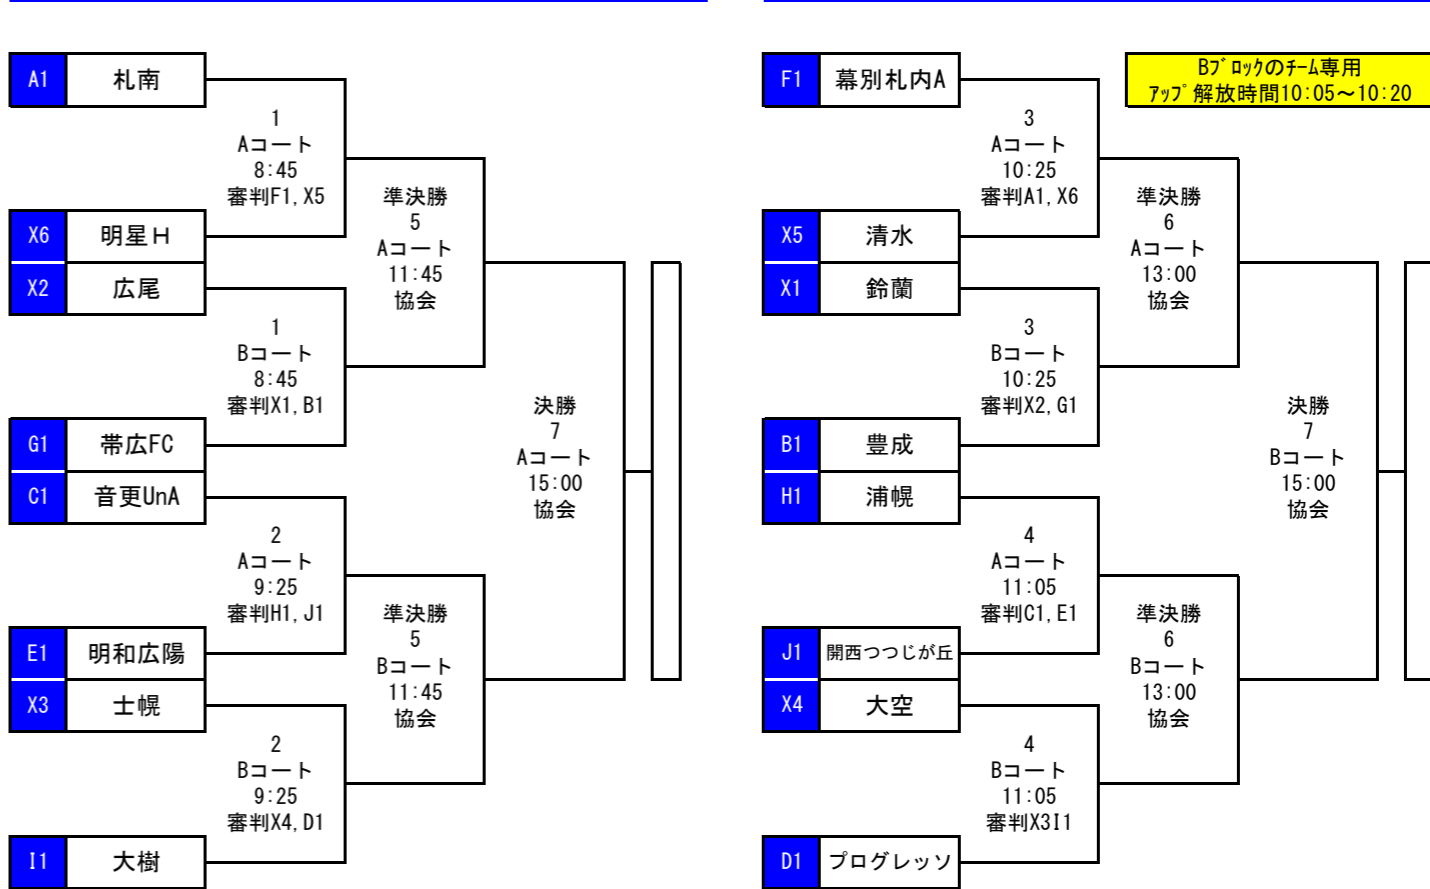 A1 札南
1
Aコート
8:45
審判F1,X5
X6 明星H
X2 広尾
準決勝
5
Aコート
11:45
協会
1
Bコート
8:45
審判X1,B1
G1 帯広FC
C1 音更UnA
決勝
7
Aコート
15:00
協会
2
Aコート
9:25
審判H1,J1
E1 明和広陽
X3 士幌
準決勝
5
Bコート
11:45
協会
2
Bコート
9:25
審判X4,D1
I1 大樹
F1 幕別札内A
Bブロックのチーム専用
アップ解放時間10:05～10:20
3
Aコート
10:25
審判A1,X6
X5 清水
X1 鈴蘭
準決勝
6
Aコート
13:00
協会
3
Bコート
10:25
審判X2,G1
B1 豊成
H1 浦幌
決勝
7
Bコート
15:00
協会
4
Aコート
11:05
審判C1,E1
J1 開西つつじが丘
X4 大空
準決勝
6
Bコート
13:00
協会
4
Bコート
11:05
審判X3I1
D1 プログレッソ